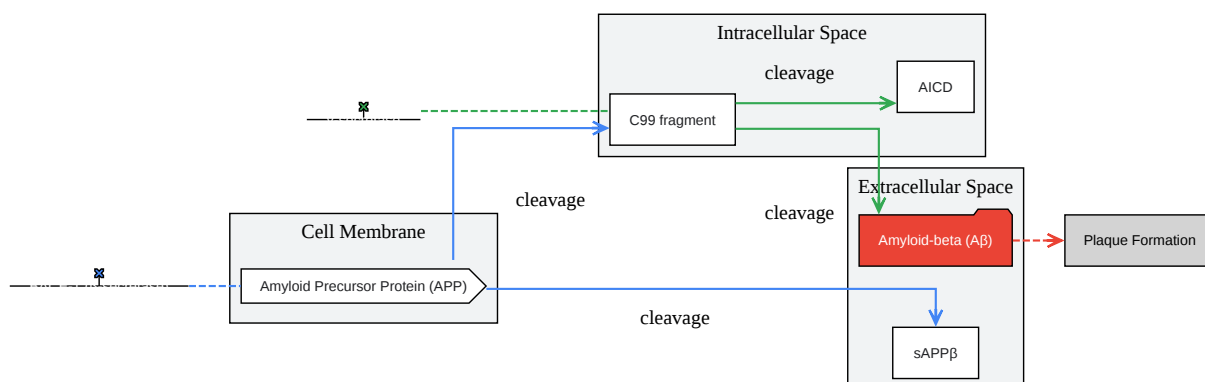 Intracellular Space
cleavage
AICD
C99 fragment
cleavage
cleavage
Extracellular Space
Cell Membrane
Amyloid-beta (Aβ)
Plaque Formation
Amyloid Precursor Protein (APP)
cleavage
sAPPβ